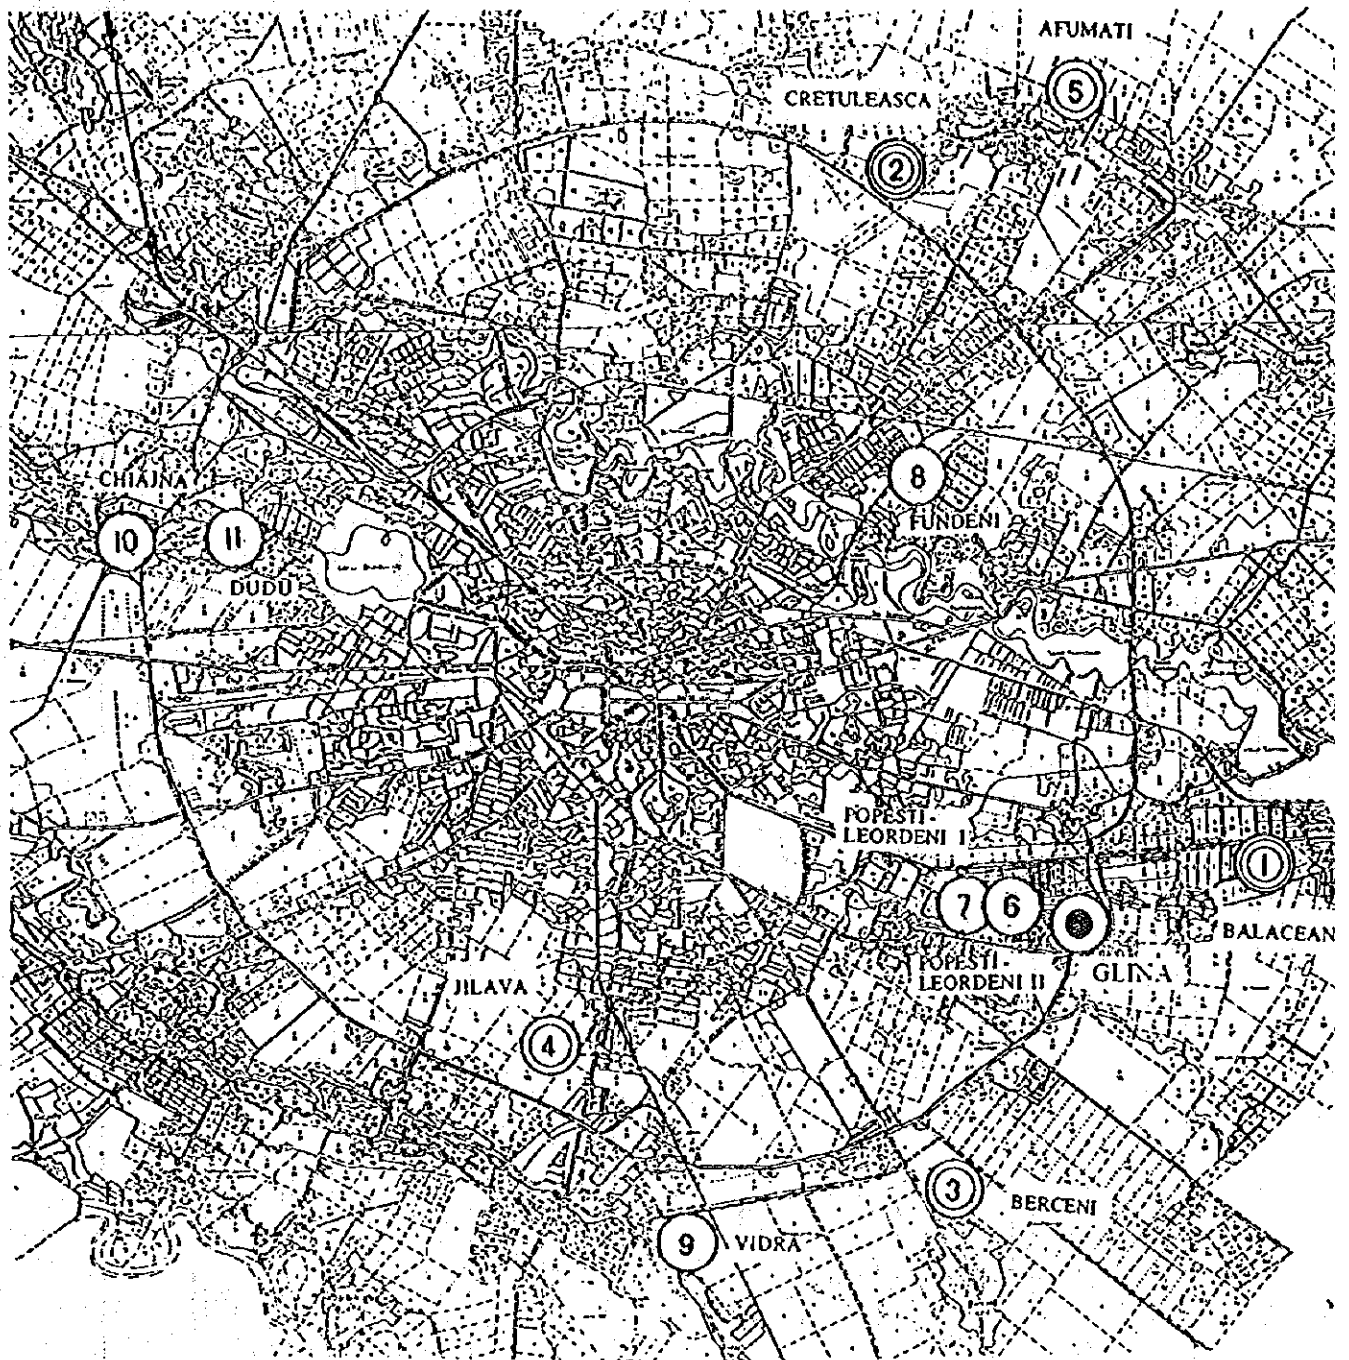 AFUMATI
5
CRETULEASCA
2
8
FUNDENI
CHIAJNA
10
11
DUDU
POPESTI-
LEORDENI I
1
7
6
BALACEAN
POPESTI-
LEORDENI II
GLINA
JILAVA
4
3
BERCENI
9
VIDRA